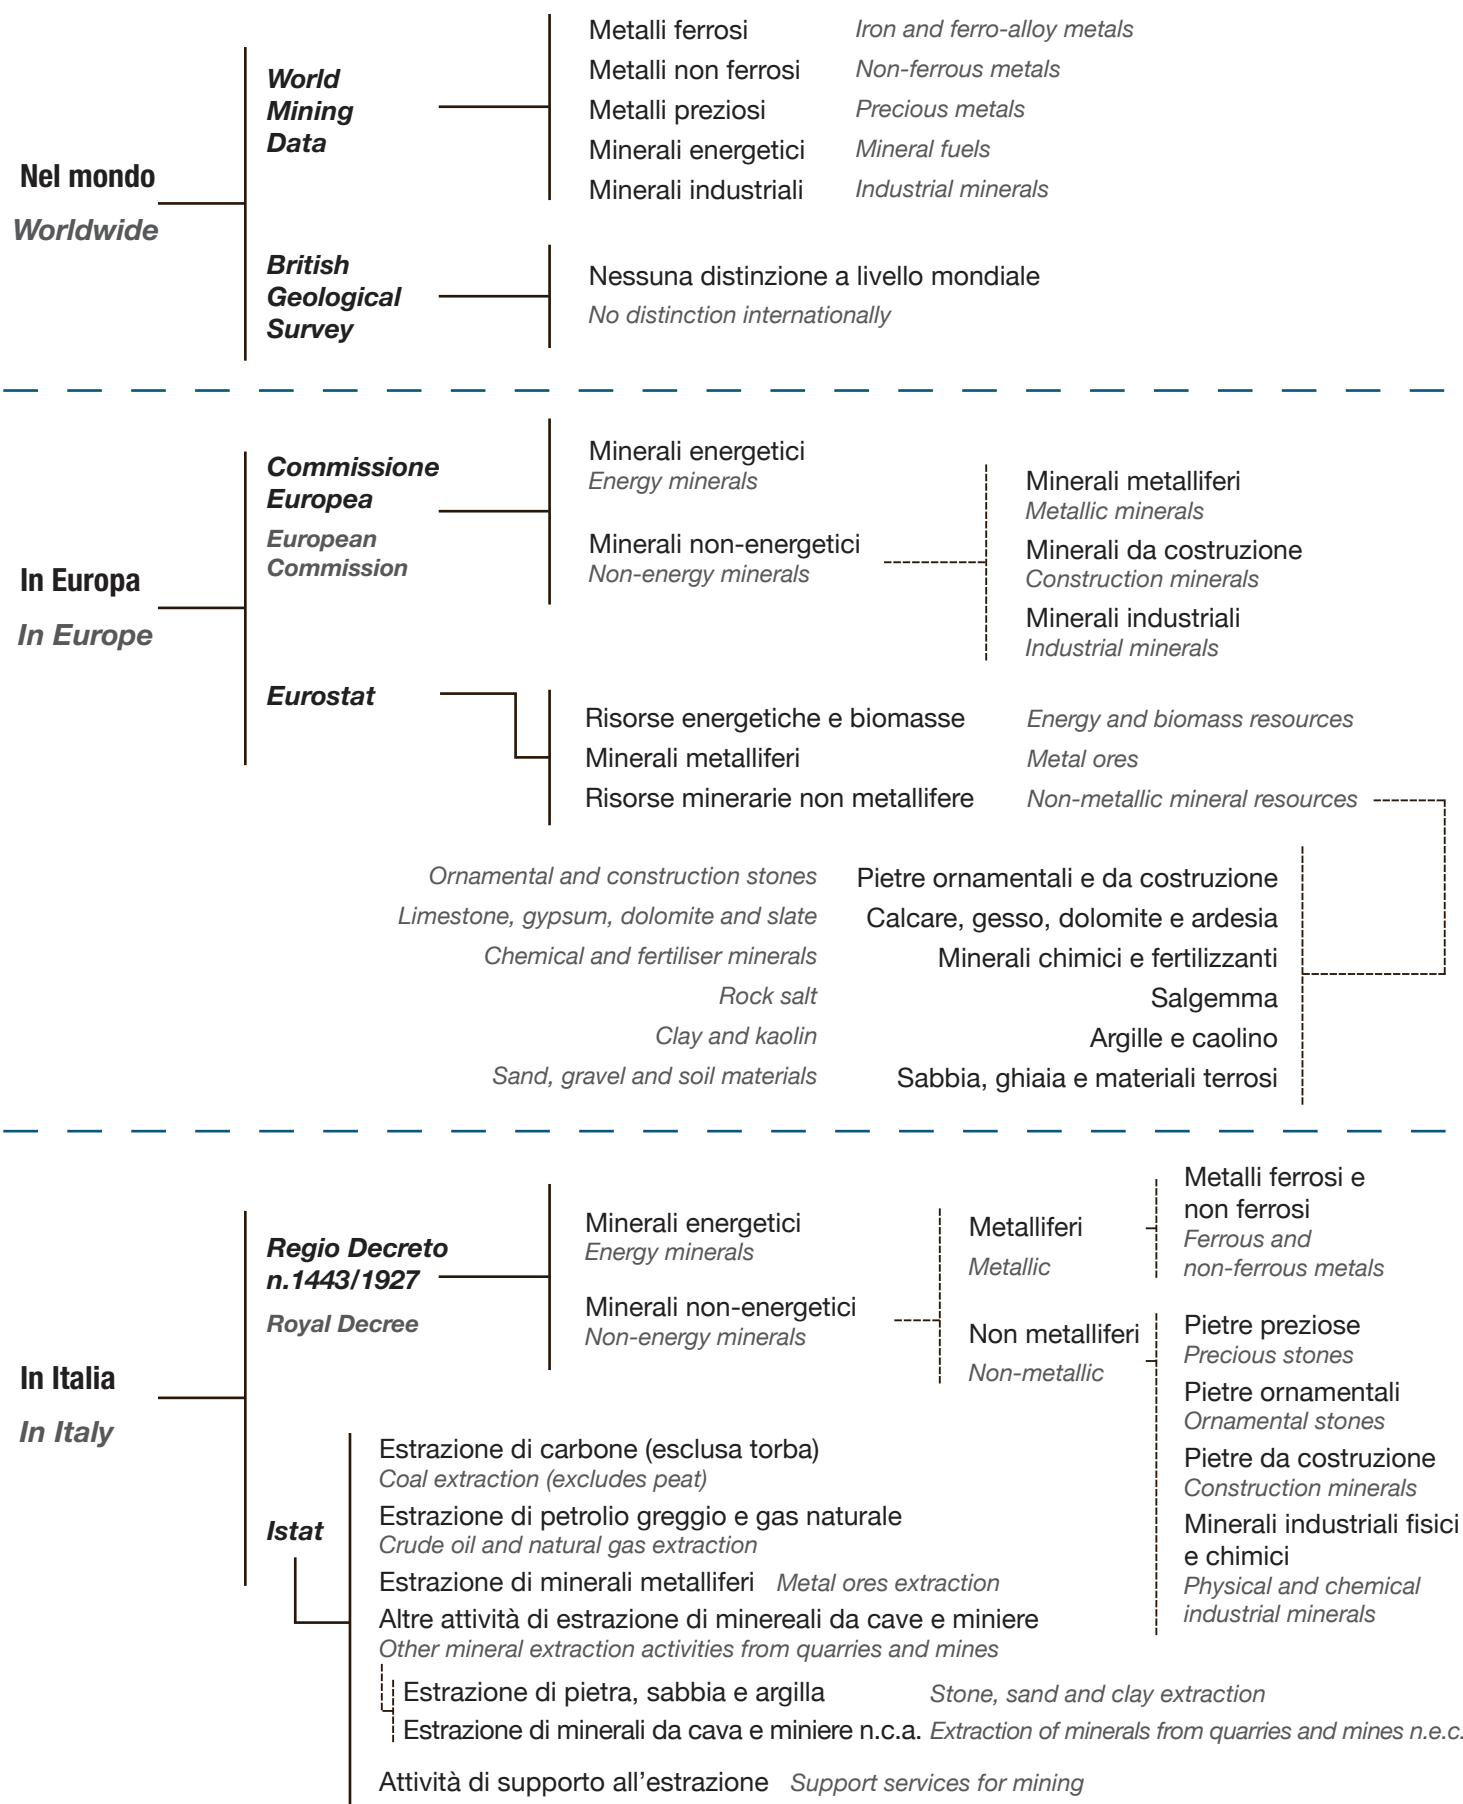 Nel mondo
Worldwide
World
Mining
Data
Metalli ferrosi Iron and ferro-alloy metals
Metalli non ferrosi Non-ferrous metals
Metalli preziosi Precious metals
Minerali energetici Mineral fuels
Minerali industriali Industrial minerals
British
Geological
Survey
Nessuna distinzione a livello mondiale
No distinction internationally
In Europa
In Europe
Commissione
Europea
European
Commission
Minerali energetici
Energy minerals
Minerali non-energetici
Non-energy minerals
Minerali metalliferi
Metallic minerals
Minerali da costruzione
Construction minerals
Minerali industriali
Industrial minerals
Eurostat
Risorse energetiche e biomasse Energy and biomass resources
Minerali metalliferi Metal ores
Risorse minerarie non metallifere Non-metallic mineral resources
Ornamental and construction stones Pietre ornamentali e da costruzione
Limestone, gypsum, dolomite and slate Calcare, gesso, dolomite e ardesia
Chemical and fertiliser minerals Minerali chimici e fertilizzanti
Rock salt Salgemma
Clay and kaolin Argille e caolino
Sand, gravel and soil materials Sabbia, ghiaia e materiali terrosi
In Italia
In Italy
Regio Decreto
n.1443/1927
Royal Decree
Minerali energetici
Energy minerals
Minerali non-energetici
Non-energy minerals
Metalliferi
Metallic
Metalli ferrosi e
non ferrosi
Ferrous and
non-ferrous metals
Non metalliferi
Non-metallic
Pietre preziose
Precious stones
Pietre ornamentali
Ornamental stones
Pietre da costruzione
Construction minerals
Minerali industriali fisici
e chimici
Physical and chemical
industrial minerals
Istat
Estrazione di carbone (esclusa torba)
Coal extraction (excludes peat)
Estrazione di petrolio greggio e gas naturale
Crude oil and natural gas extraction
Estrazione di minerali metalliferi Metal ores extraction
Altre attività di estrazione di minereali da cave e miniere
Other mineral extraction activities from quarries and mines
Estrazione di pietra, sabbia e argilla Stone, sand and clay extraction
Estrazione di minerali da cava e miniere n.c.a. Extraction of minerals from quarries and mines n.e.c.
Attività di supporto all'estrazione Support services for mining